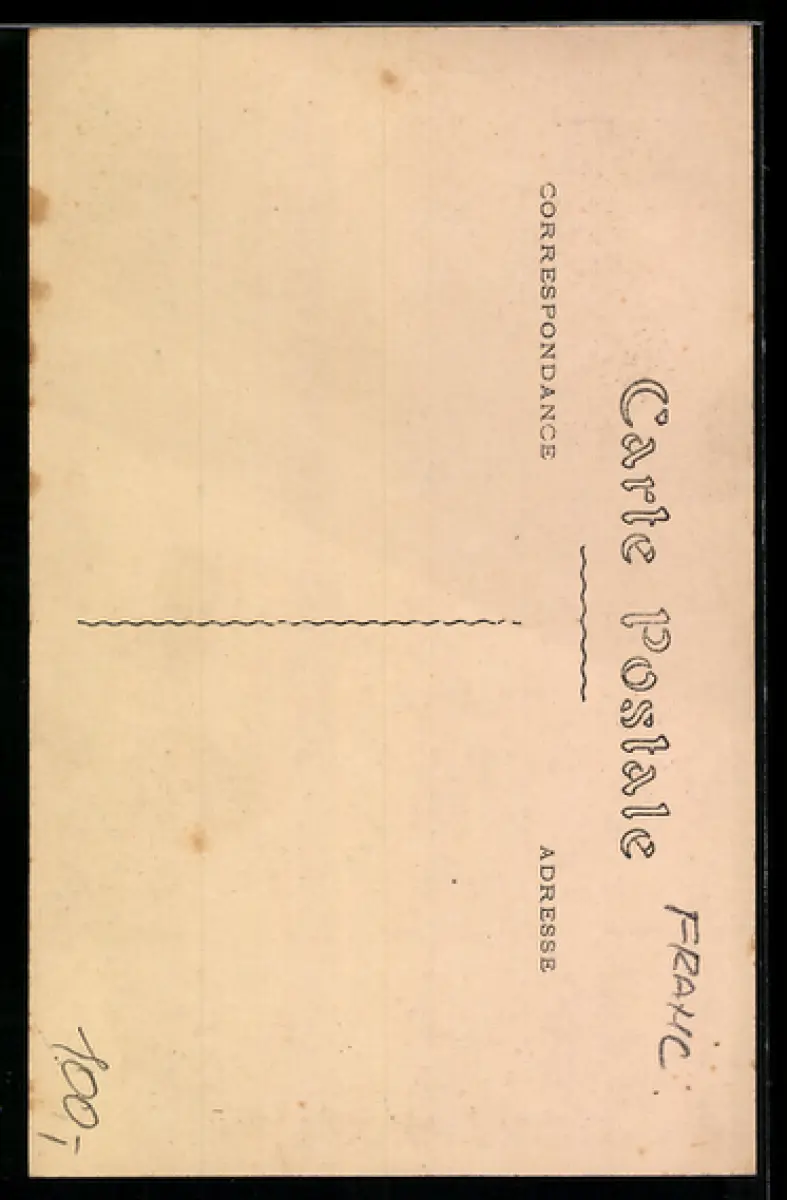 Carte Postale
FRANC.
CORRESPONDANCE
ADRESSE
100,-